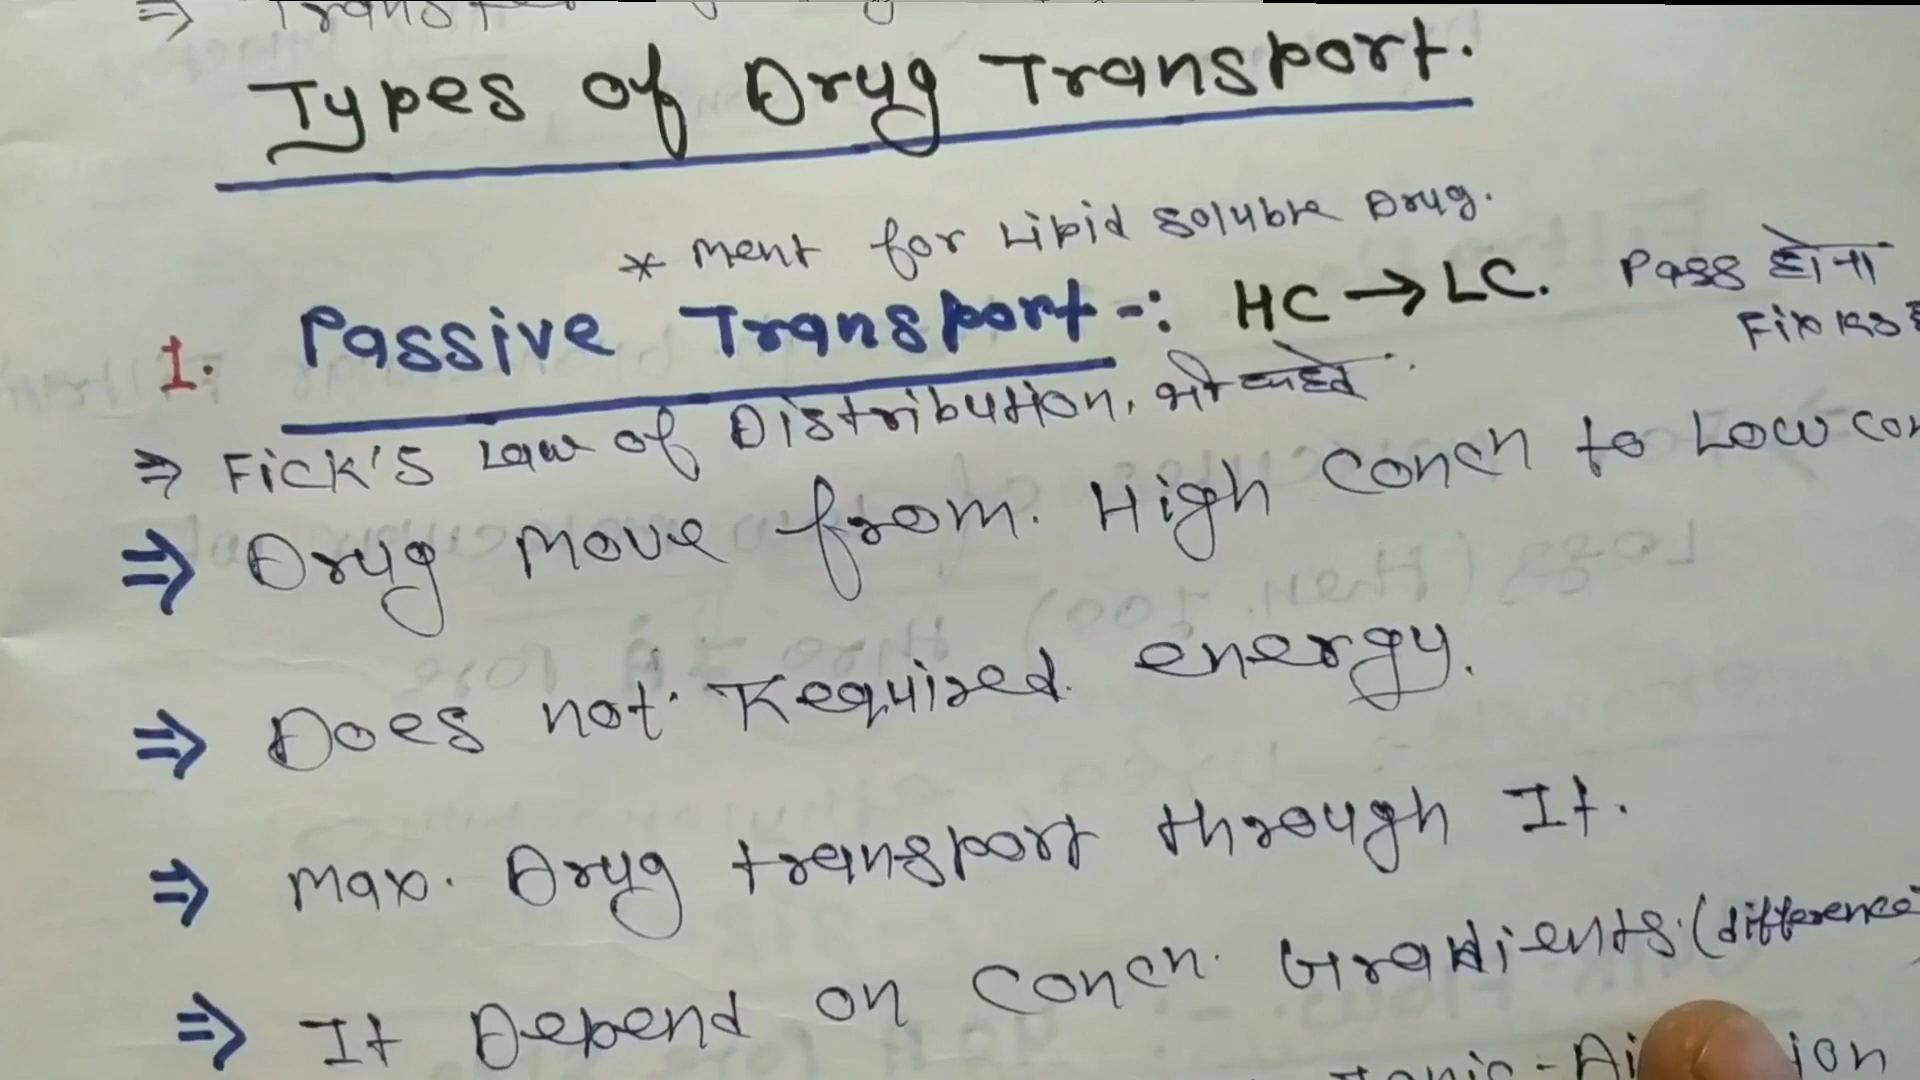 Types of Drug Transport.
* Ment for Lipid soluble Drug.
1. Passive Transport -: HC → LC. Pass होना
⇒ Fick's Law of Distribution. भी कहते
⇒ Drug Move from. High Concn to Low Con
⇒ Does not Required energy.
⇒ Max. Drug transport through It.
⇒ It Depend on Concn. Gradients. (difference)